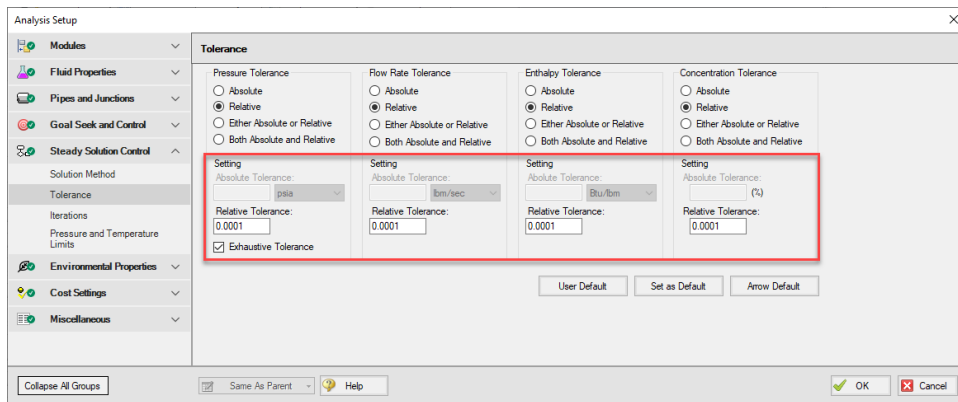 Analysis Setup
Modules
Fluid Properties
Pipes and Junctions
Goal Seek and Control
Steady Solution Control
Solution Method
Tolerance
Iterations
Pressure and Temperature
Limits
Environmental Properties
Cost Settings
Miscellaneous
Collapse All Groups
Tolerance
Pressure Tolerance
Absolute
Relative
Either Absolute or Relative
Both Absolute and Relative
Setting
Absolute Tolerance:
psia
Relative Tolerance:
0.0001
Exhaustive Tolerance
Flow Rate Tolerance
Absolute
Relative
Either Absolute or Relative
Both Absolute and Relative
Setting
Absolute Tolerance:
lbm/sec
Relative Tolerance:
0.0001
Enthalpy Tolerance
Absolute
Relative
Either Absolute or Relative
Both Absolute and Relative
Setting
Abolute Tolerance:
Btu/lbm
Relative Tolerance:
0.0001
Concentration Tolerance
Absolute
Relative
Either Absolute or Relative
Both Absolute and Relative
Setting
Absolute Tolerance:
(%)
Relative Tolerance:
0.0001
User Default
Set as Default
Arrow Default
Same As Parent
Help
OK
Cancel